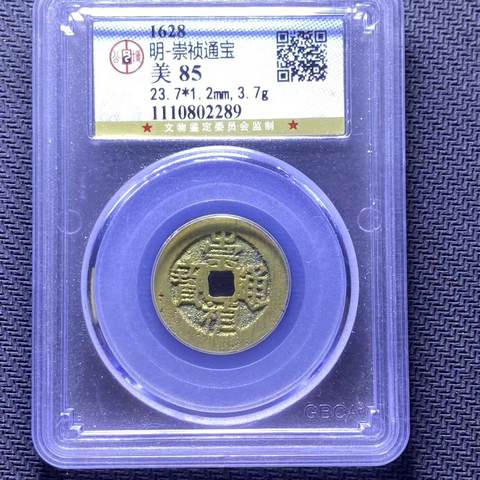 1628
明-崇祯通宝
美 85
23.7*1.2mm,3.7g
1110802289
★ 文物鉴定委员会监制 ★
崇
寶 通
禎
GBCA